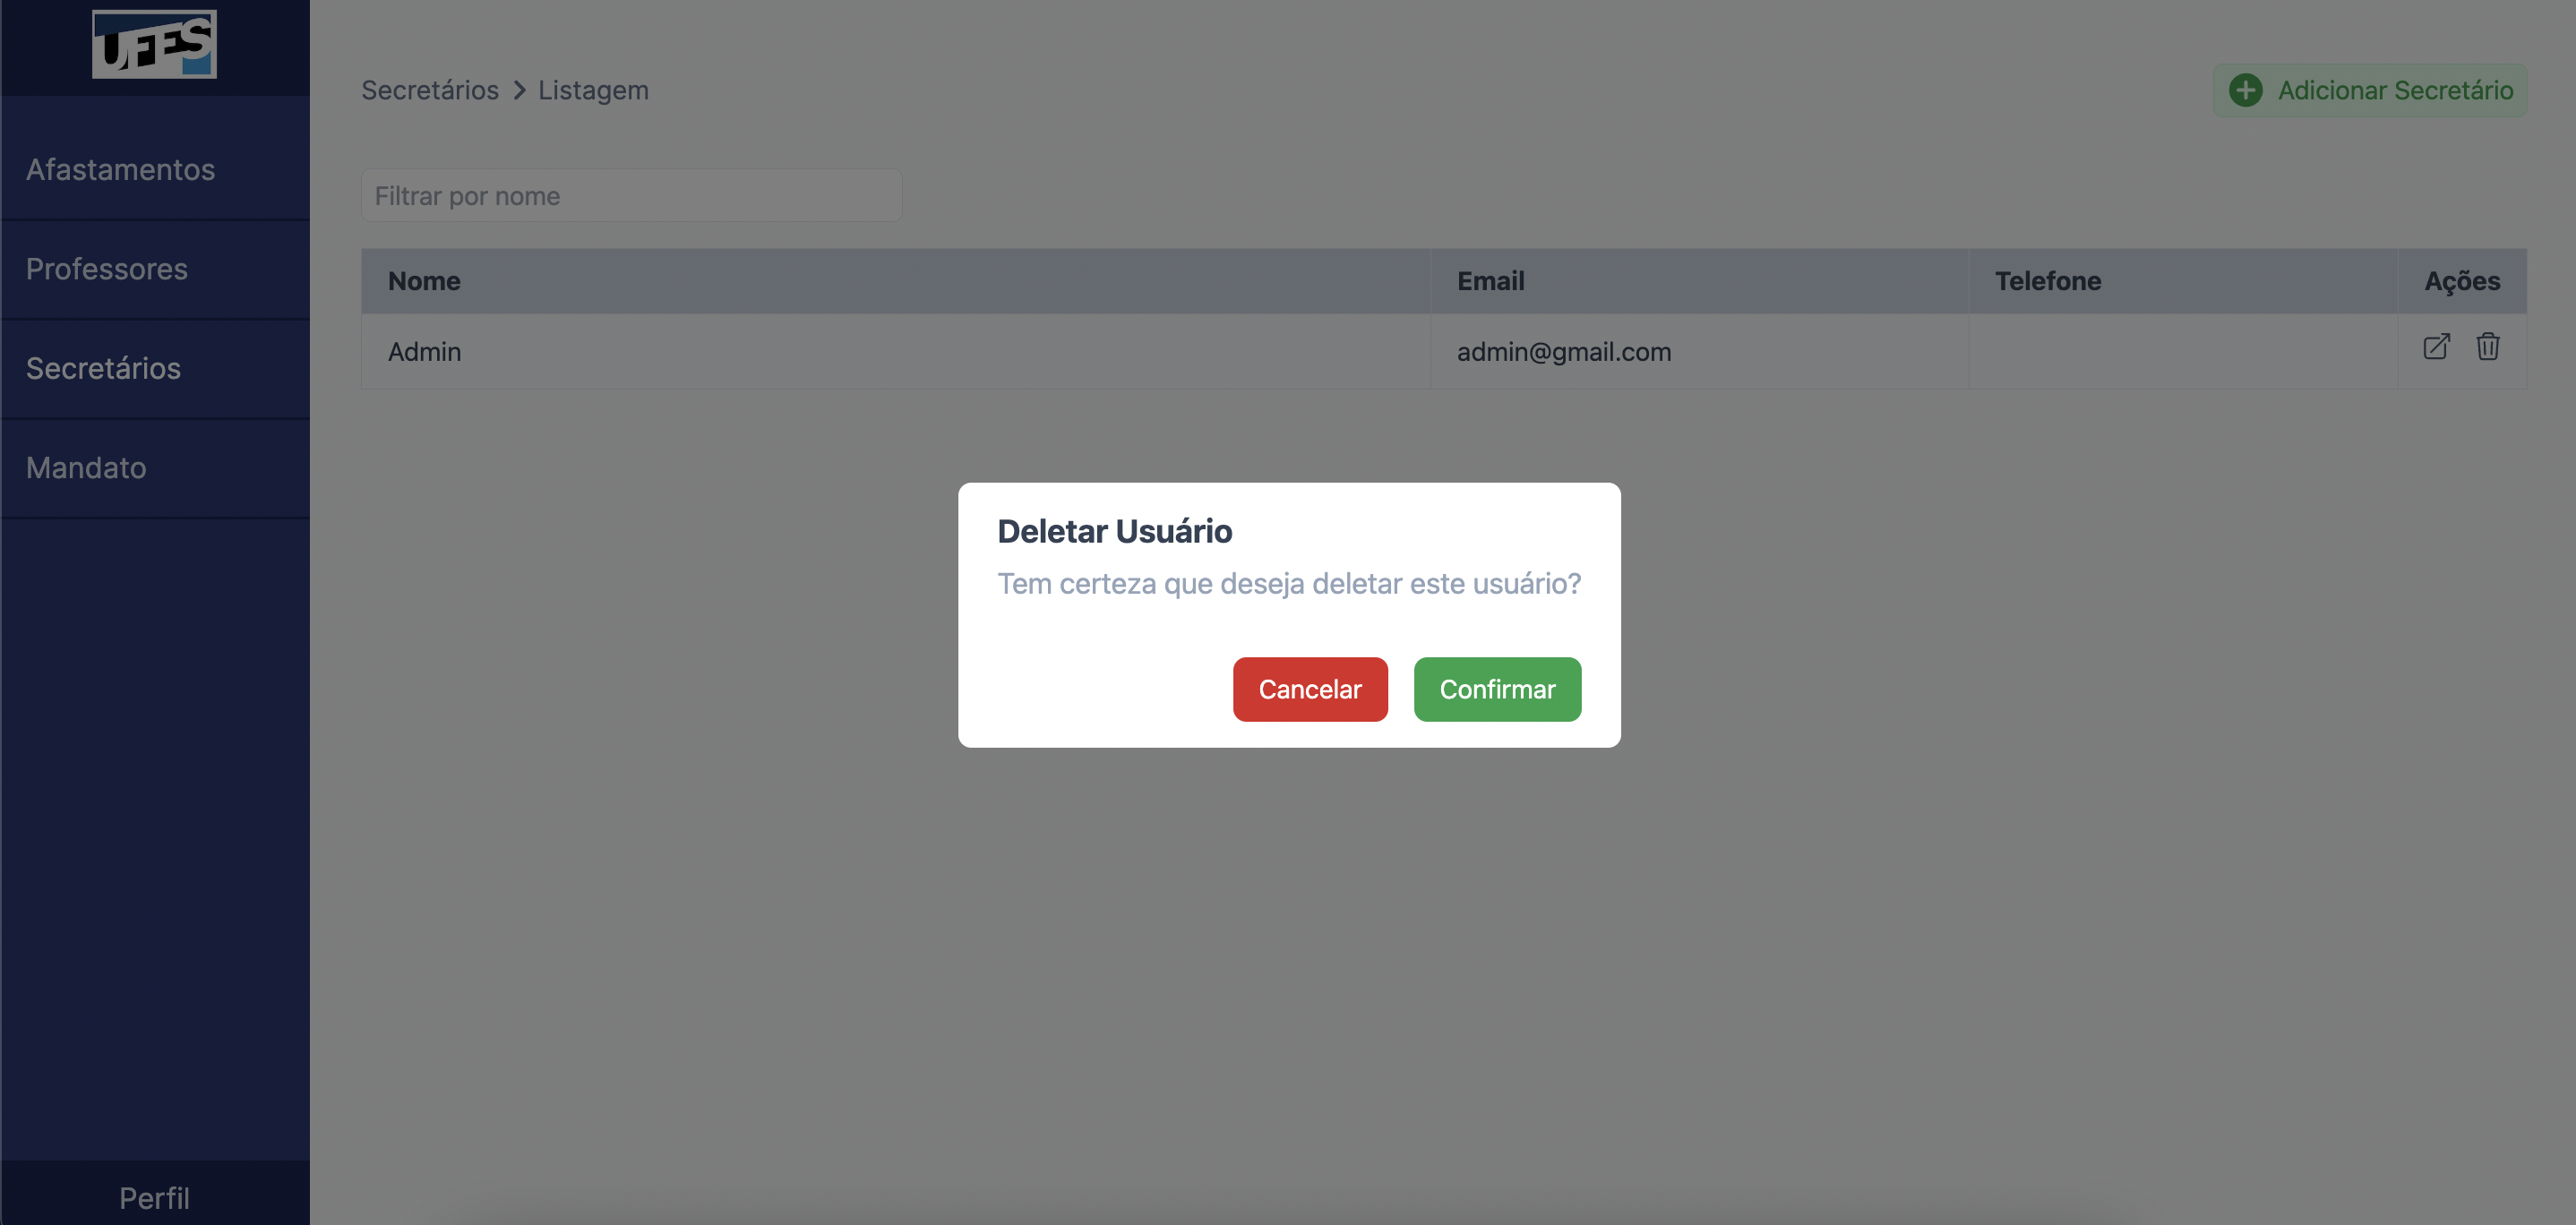 UFES
Secretários > Listagem
Adicionar Secretário
Afastamentos
Professores
Secretários
Mandato
Perfil
Filtrar por nome
Nome Email Telefone Ações
Admin admin@gmail.com
Deletar Usuário
Tem certeza que deseja deletar este usuário?
Cancelar Confirmar